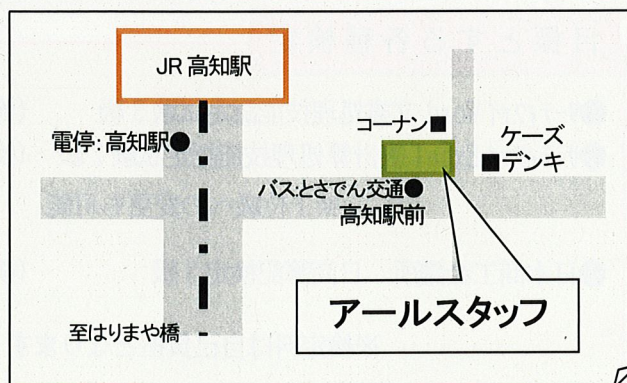 JR 高知駅
電停:高知駅●
コーナン■
ケーズ
■デンキ
バス:とさでん交通●
高知駅前
アールスタッフ
至はりまや橋